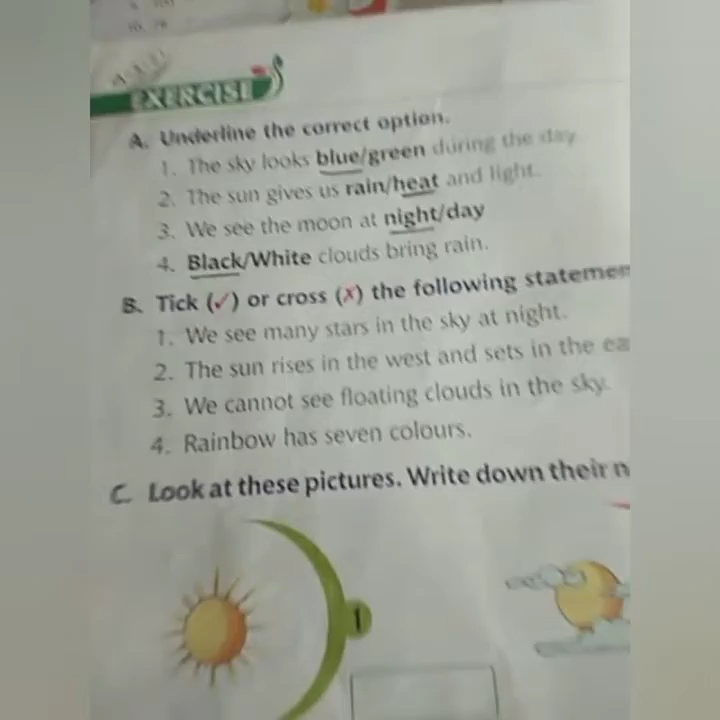 EXERCISE
A. Underline the correct option.
1. The sky looks blue/green during the day
2. The sun gives us rain/heat and light.
3. We see the moon at night/day
4. Black/White clouds bring rain.
B. Tick (✓) or cross (✗) the following statemen
1. We see many stars in the sky at night.
2. The sun rises in the west and sets in the ea
3. We cannot see floating clouds in the sky.
4. Rainbow has seven colours.
C. Look at these pictures. Write down their n
1